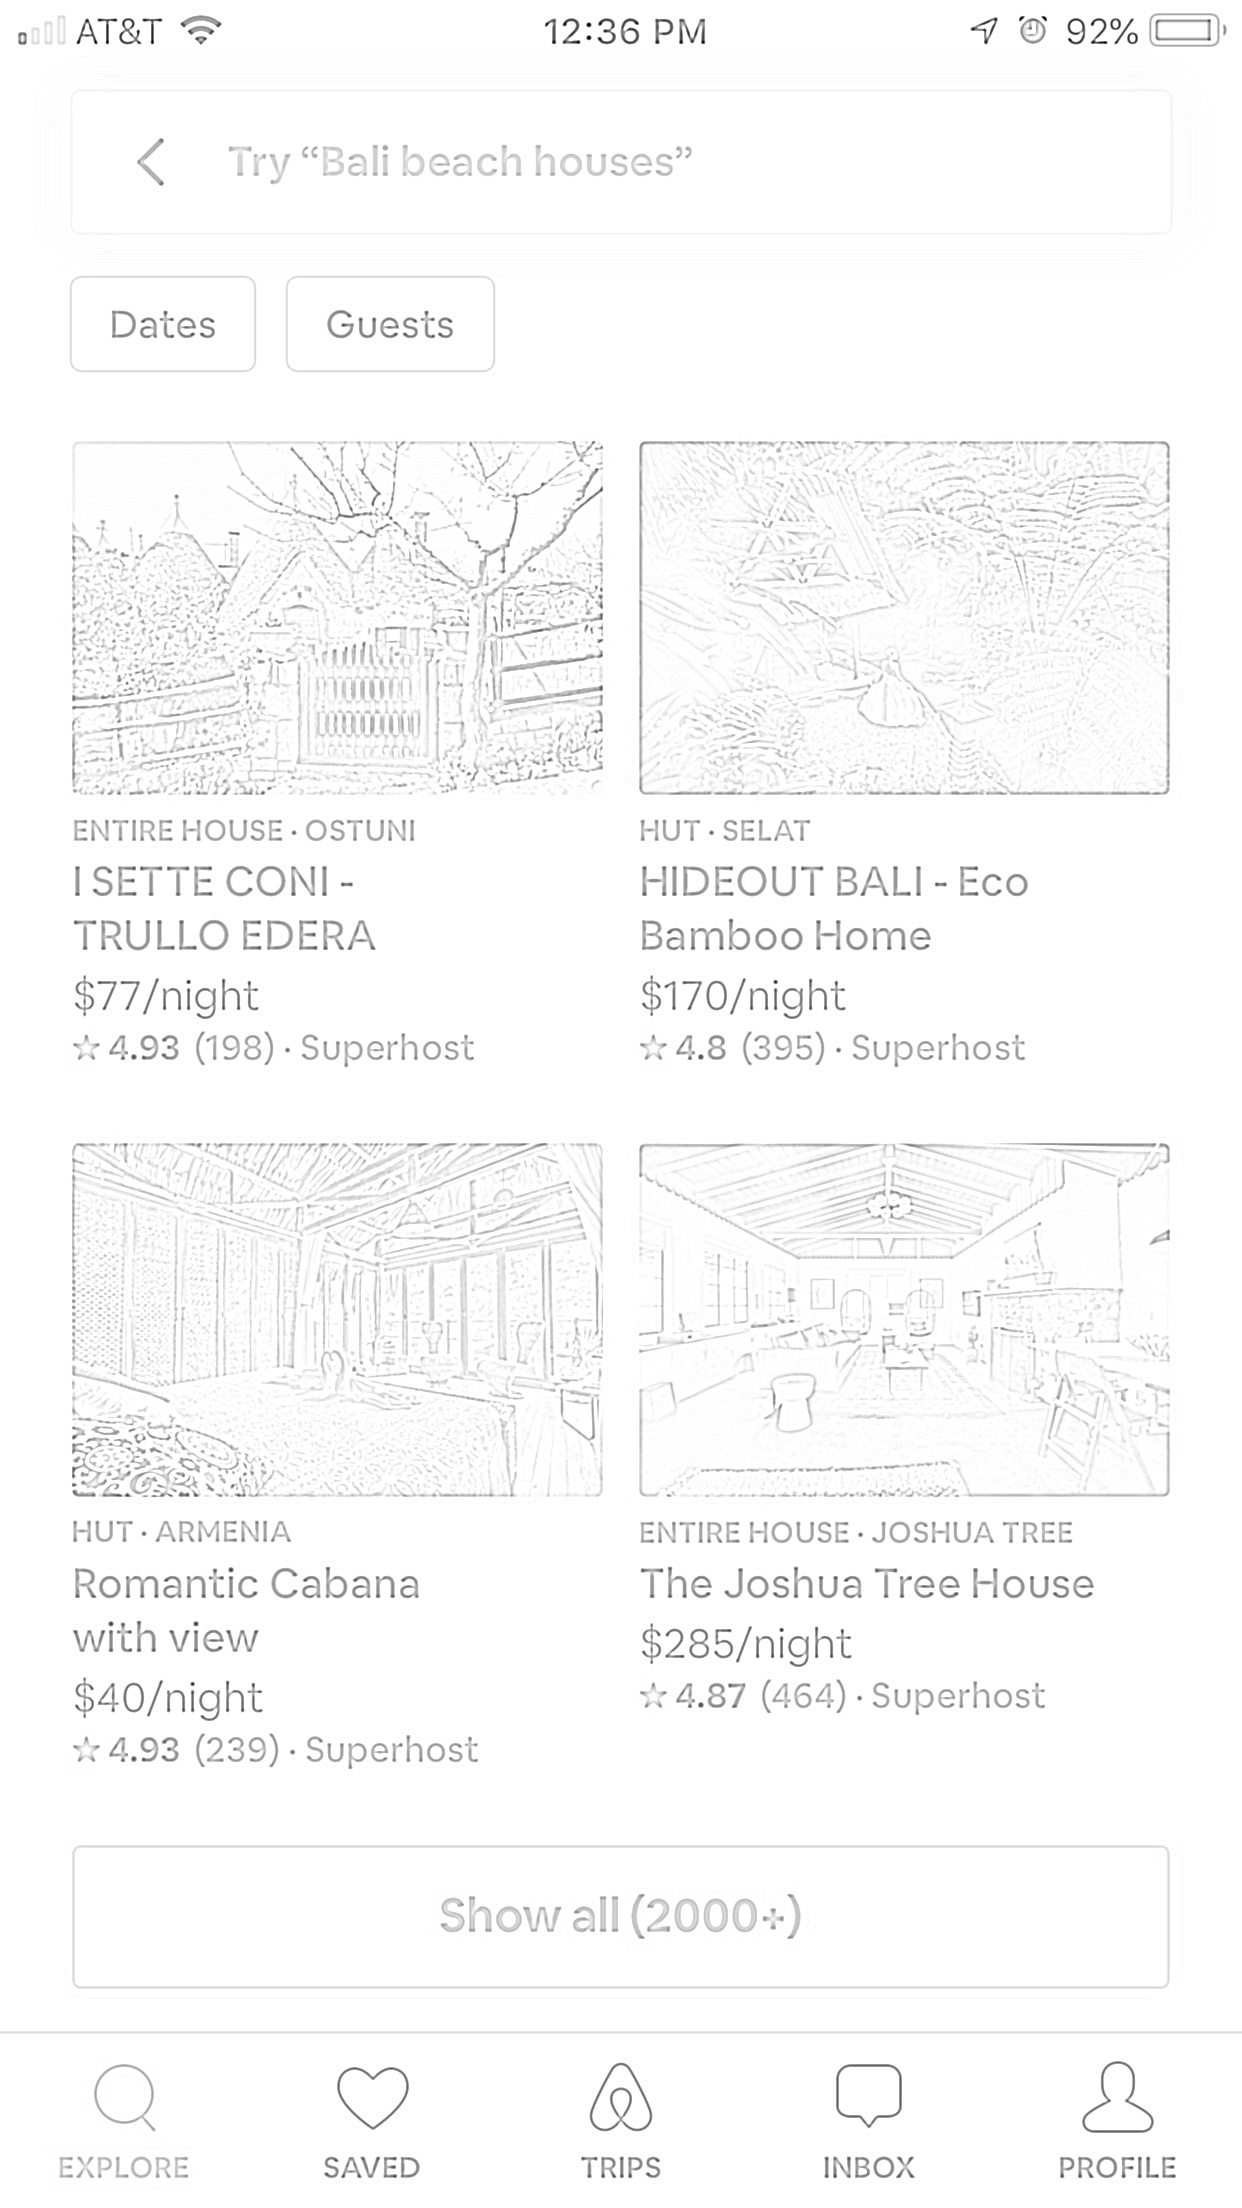 AT&T 12:36 PM 92%
Try “Bali beach houses”
Dates Guests
ENTIRE HOUSE · OSTUNI
I SETTE CONI -
TRULLO EDERA
$77/night
4.93 (198) · Superhost
HUT · SELAT
HIDEOUT BALI - Eco
Bamboo Home
$170/night
4.8 (395) · Superhost
HUT · ARMENIA
Romantic Cabana
with view
$40/night
4.93 (239) · Superhost
ENTIRE HOUSE · JOSHUA TREE
The Joshua Tree House
$285/night
4.87 (464) · Superhost
Show all (2000+)
EXPLORE SAVED TRIPS INBOX PROFILE